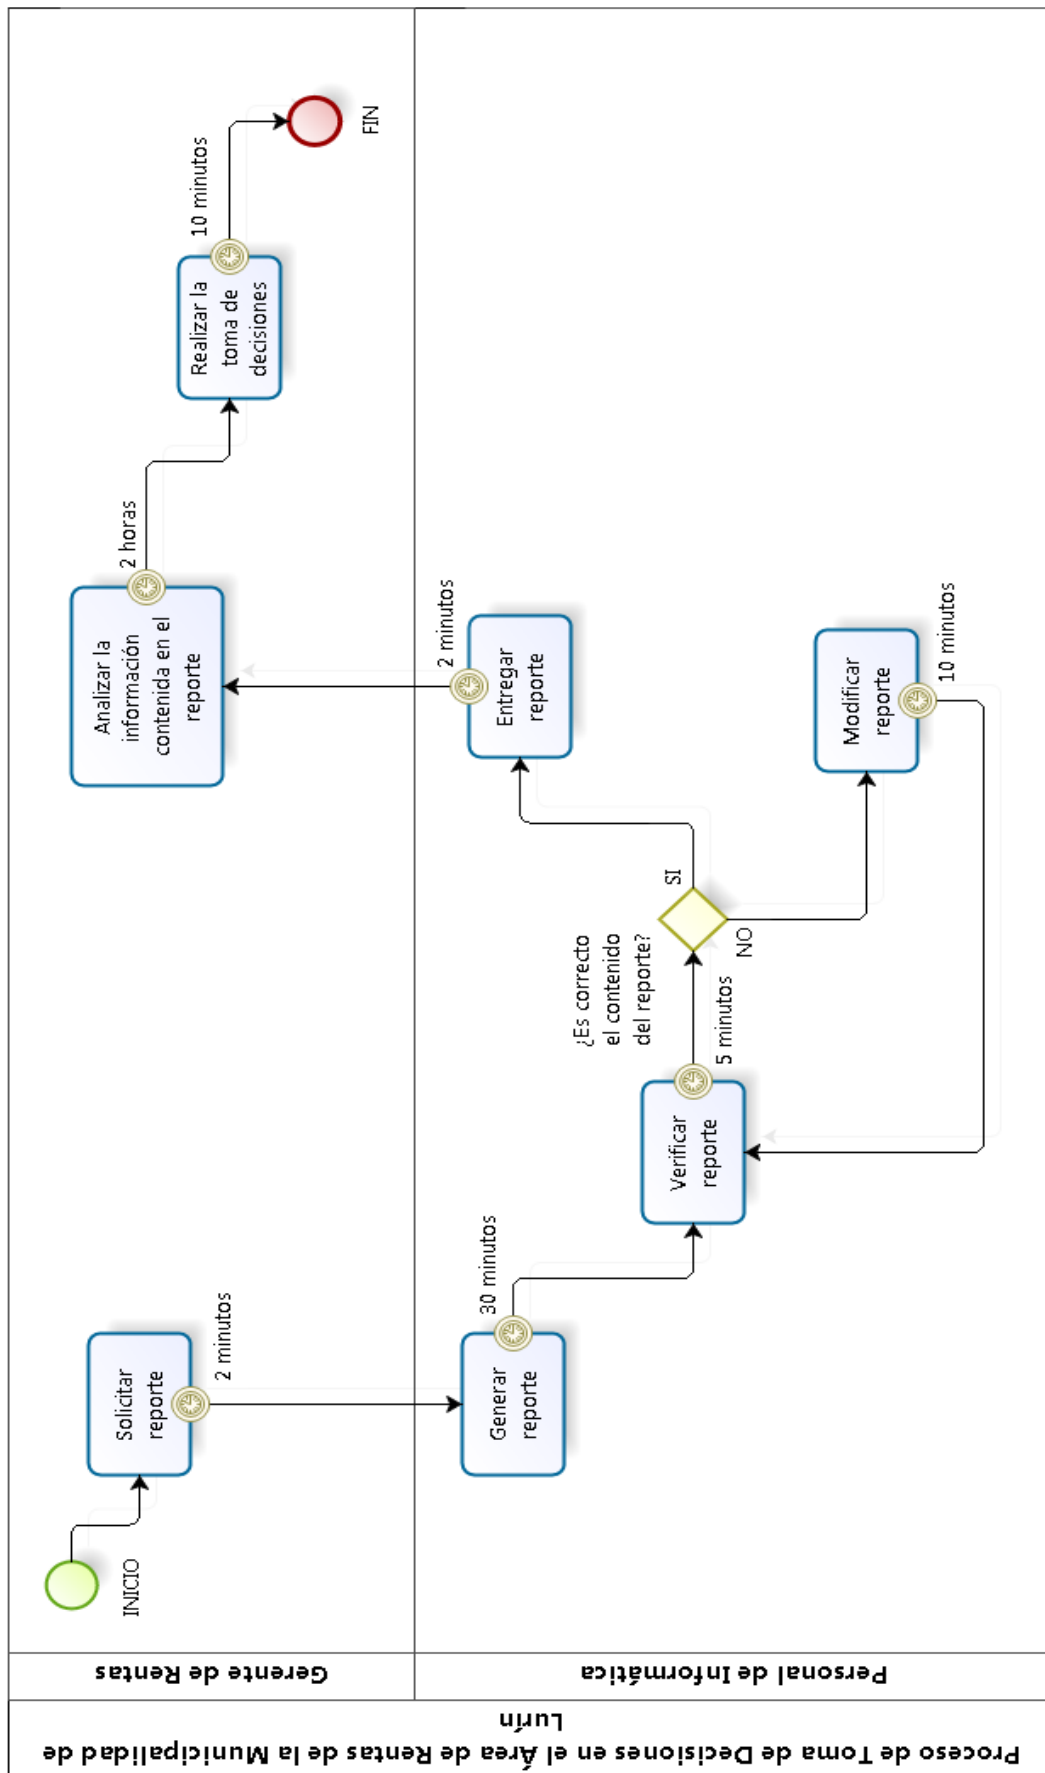 Proceso de Toma de Decisiones en el Área de Rentas de la Municipalidad de
Lurín
Gerente de Rentas
INICIO
Solicitar
reporte
2 minutos
Analizar la
información
contenida en el
reporte
2 horas
Realizar la
toma de
decisiones
10 minutos
FIN
Personal de Informática
Generar
reporte
30 minutos
Verificar
reporte
5 minutos
¿Es correcto
el contenido
del reporte?
SI
NO
Entregar
reporte
2 minutos
Modificar
reporte
10 minutos